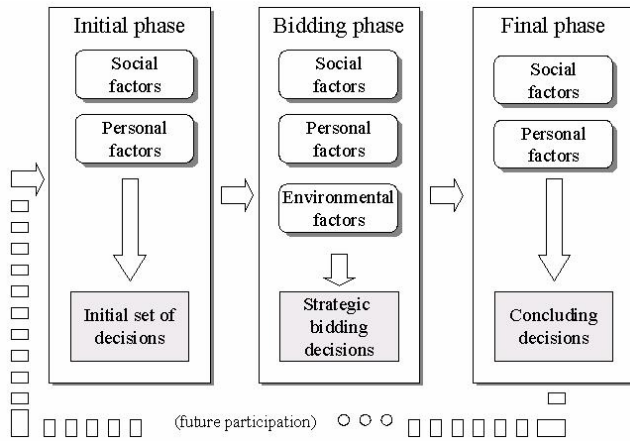 Initial phase
Social
factors
Personal
factors
Initial set of
decisions
Bidding phase
Social
factors
Personal
factors
Environmental
factors
Strategic
bidding
decisions
Final phase
Social
factors
Personal
factors
Concluding
decisions
(future participation)